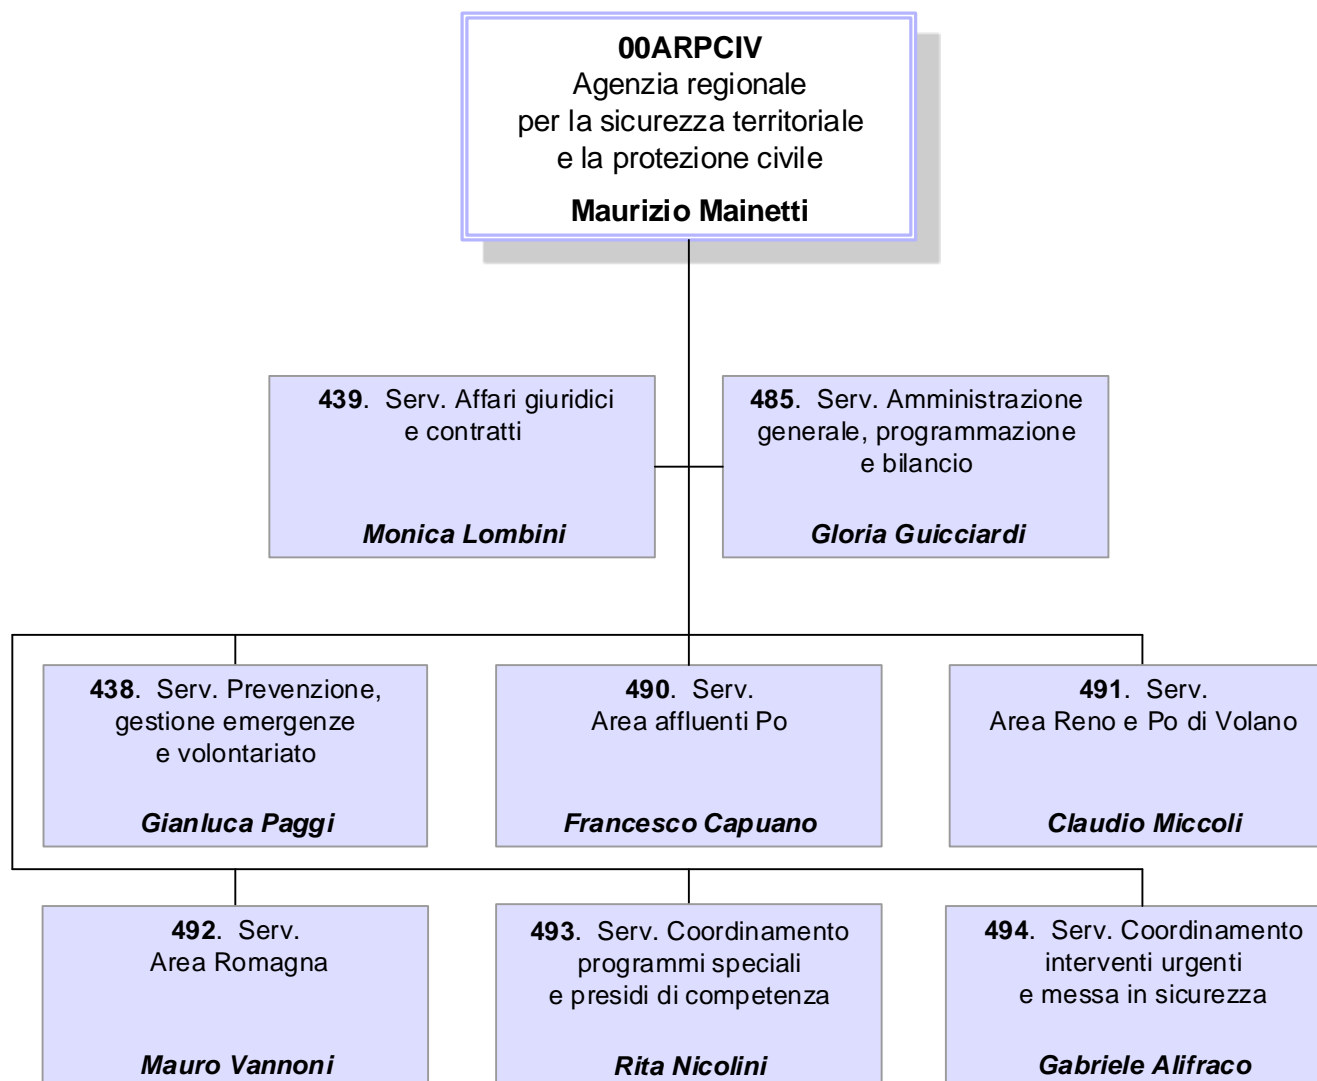 00ARPCIV
Agenzia regionale
per la sicurezza territoriale
e la protezione civile
Maurizio Mainetti
439.  Serv. Affari giuridici
e contratti
Monica Lombini
485.  Serv. Amministrazione
generale, programmazione
e bilancio
Gloria Guicciardi
438.  Serv. Prevenzione,
gestione emergenze
e volontariato
Gianluca Paggi
490.  Serv.
Area affluenti Po
Francesco Capuano
491.  Serv.
Area Reno e Po di Volano
Claudio Miccoli
492.  Serv.
Area Romagna
Mauro Vannoni
493.  Serv. Coordinamento
programmi speciali
e presidi di competenza
Rita Nicolini
494.  Serv. Coordinamento
interventi urgenti
e messa in sicurezza
Gabriele Alifraco